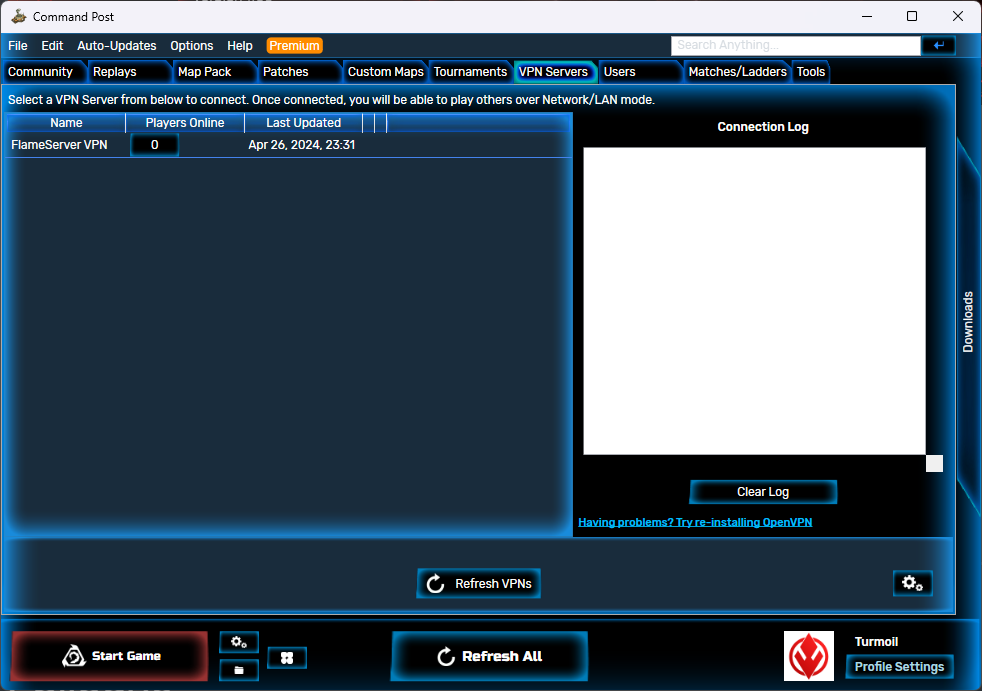 Command Post
File Edit Auto-Updates Options Help Premium Search Anything...
Community Replays Map Pack Patches Custom Maps Tournaments VPN Servers Users Matches/Ladders Tools
Select a VPN Server from below to connect. Once connected, you will be able to play others over Network/LAN mode.
Name Players Online Last Updated
FlameServer VPN 0 Apr 26, 2024, 23:31
Connection Log
Clear Log
Having problems? Try re-installing OpenVPN
Downloads
Refresh VPNs
Start Game
Refresh All
Turmoil
Profile Settings